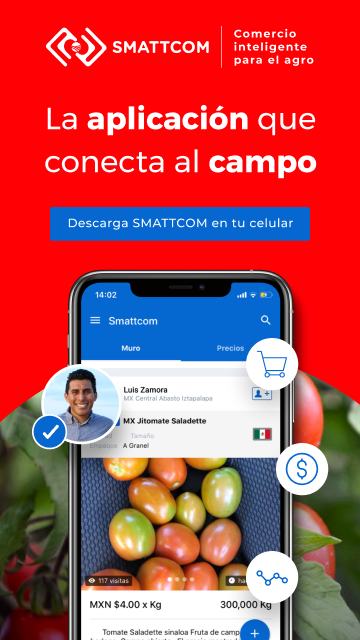 SMATTCOM
Comercio
inteligente
para el agro
La aplicación que
conecta al campo
Descarga SMATTCOM en tu celular
14:02
Smattcom
Muro
Precios
Luis Zamora
MX Central Abasto Iztapalapa
MX Jitomate Saladette
Tamaño
A Granel
117 visitas
MXN $4.00 x Kg
300,000 Kg
Tomate Saladette sinaloa Fruta de camp